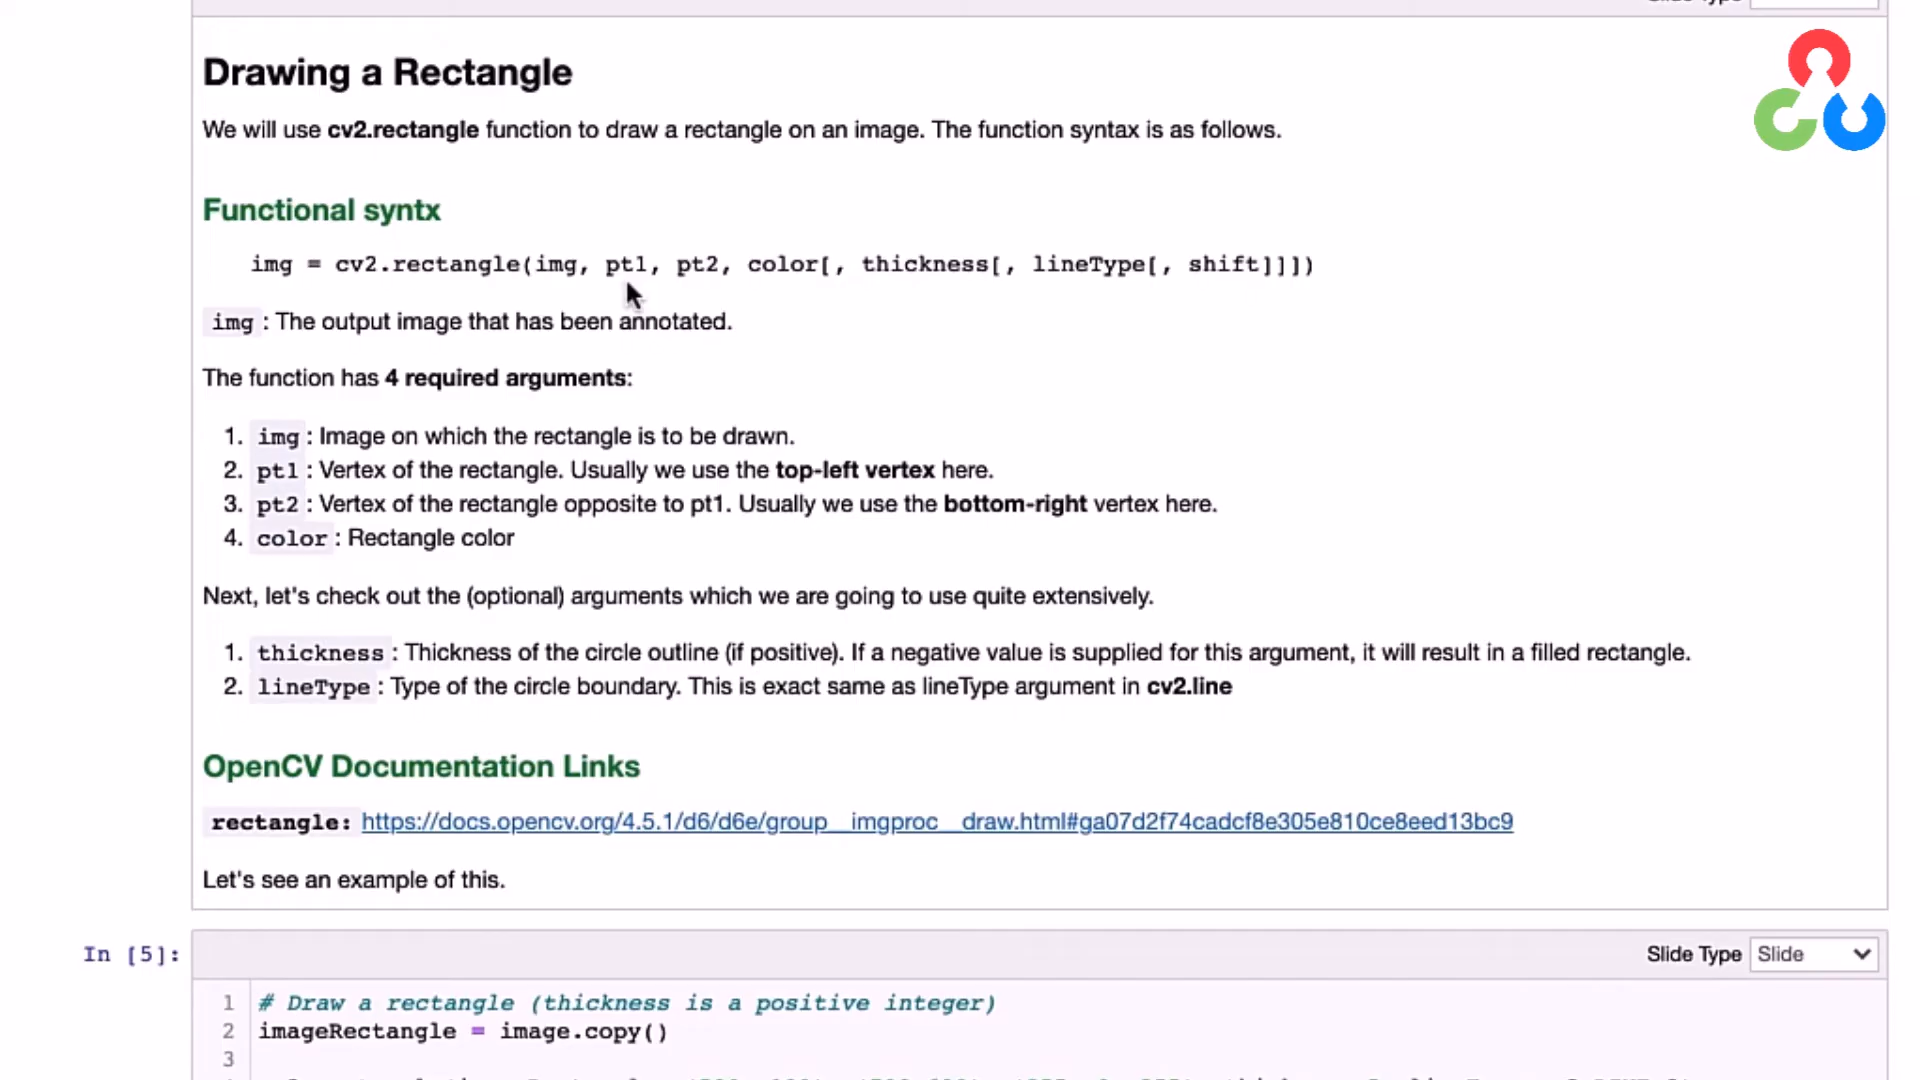 Drawing a Rectangle
We will use cv2.rectangle function to draw a rectangle on an image. The function syntax is as follows.
Functional syntx
img = cv2.rectangle(img, pt1, pt2, color[, thickness[, lineType[, shift]]])
img : The output image that has been annotated.
The function has 4 required arguments:
1. img : Image on which the rectangle is to be drawn.
2. pt1 : Vertex of the rectangle. Usually we use the top-left vertex here.
3. pt2 : Vertex of the rectangle opposite to pt1. Usually we use the bottom-right vertex here.
4. color : Rectangle color
Next, let's check out the (optional) arguments which we are going to use quite extensively.
1. thickness : Thickness of the circle outline (if positive). If a negative value is supplied for this argument, it will result in a filled rectangle.
2. lineType : Type of the circle boundary. This is exact same as lineType argument in cv2.line
OpenCV Documentation Links
rectangle: https://docs.opencv.org/4.5.1/d6/d6e/group__imgproc__draw.html#ga07d2f74cadcf8e305e810ce8eed13bc9
Let's see an example of this.
In [5]:
Slide Type Slide
1 # Draw a rectangle (thickness is a positive integer)
2 imageRectangle = image.copy()
3